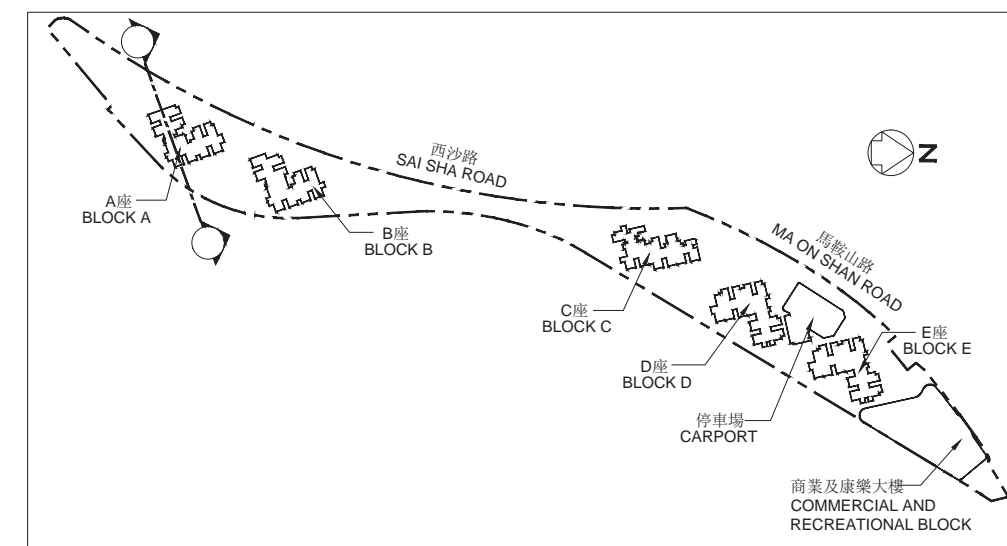 西沙路
SAI SHA ROAD
N
A座
BLOCK A
B座
BLOCK B
馬鞍山路
MA ON SHAN ROAD
C座
BLOCK C
E座
BLOCK E
D座
BLOCK D
停車場
CARPORT
商業及康樂大樓
COMMERCIAL AND
RECREATIONAL BLOCK